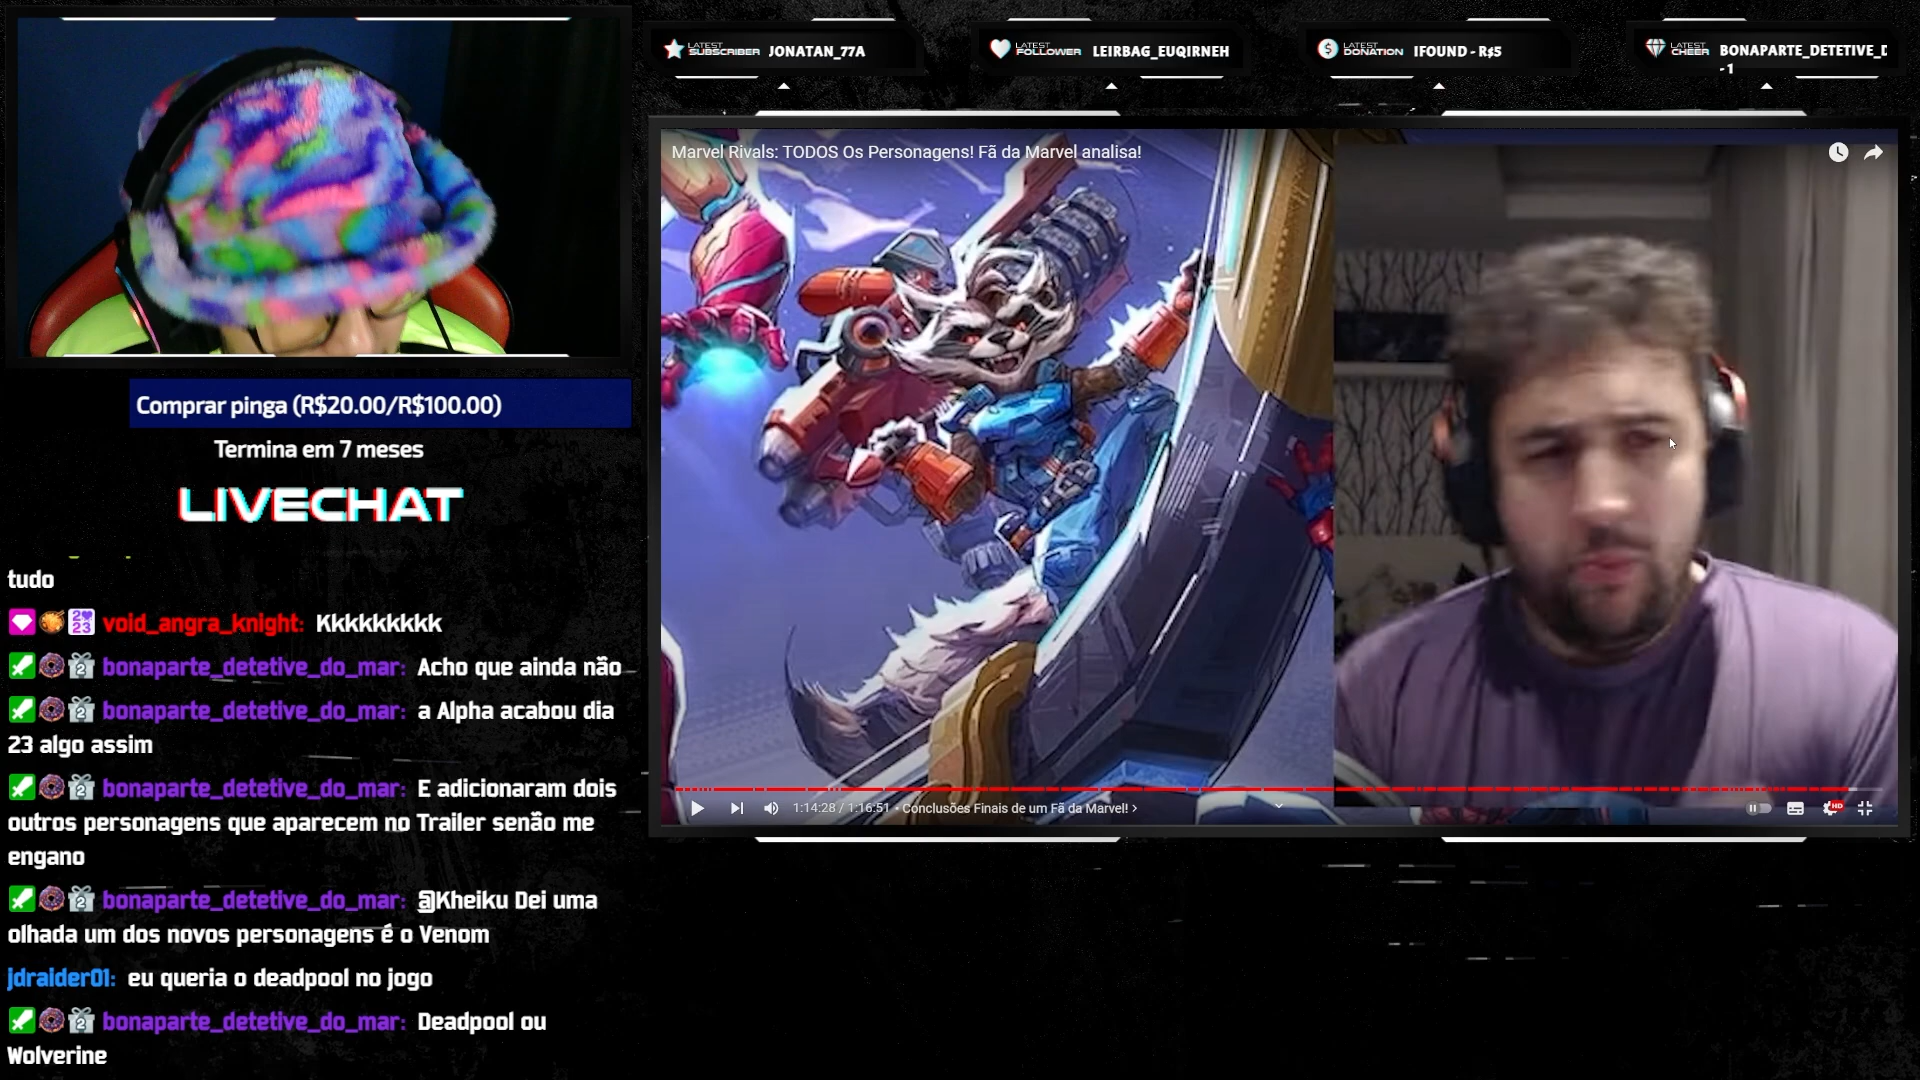 LATEST SUBSCRIBER JONATAN_77A
LATEST FOLLOWER LEIRBAG_EUQIRNEH
LATEST DONATION IFOUND - R$5
LATEST CHEER BONAPARTE_DETETIVE_D
- 1
Marvel Rivals: TODOS Os Personagens! Fã da Marvel analisa!
Comprar pinga (R$20.00/R$100.00)
Termina em 7 meses
LIVECHAT
tudo
void_angra_knight: Kkkkkkkkk
bonaparte_detetive_do_mar: Acho que ainda não
bonaparte_detetive_do_mar: a Alpha acabou dia
23 algo assim
bonaparte_detetive_do_mar: E adicionaram dois
outros personagens que aparecem no Trailer senão me
engano
bonaparte_detetive_do_mar: @Kheiku Dei uma
olhada um dos novos personagens é o Venom
jdraider01: eu queria o deadpool no jogo
bonaparte_detetive_do_mar: Deadpool ou
Wolverine
1:14:28 / 1:16:51 • Conclusões Finais de um Fã da Marvel! >
HD